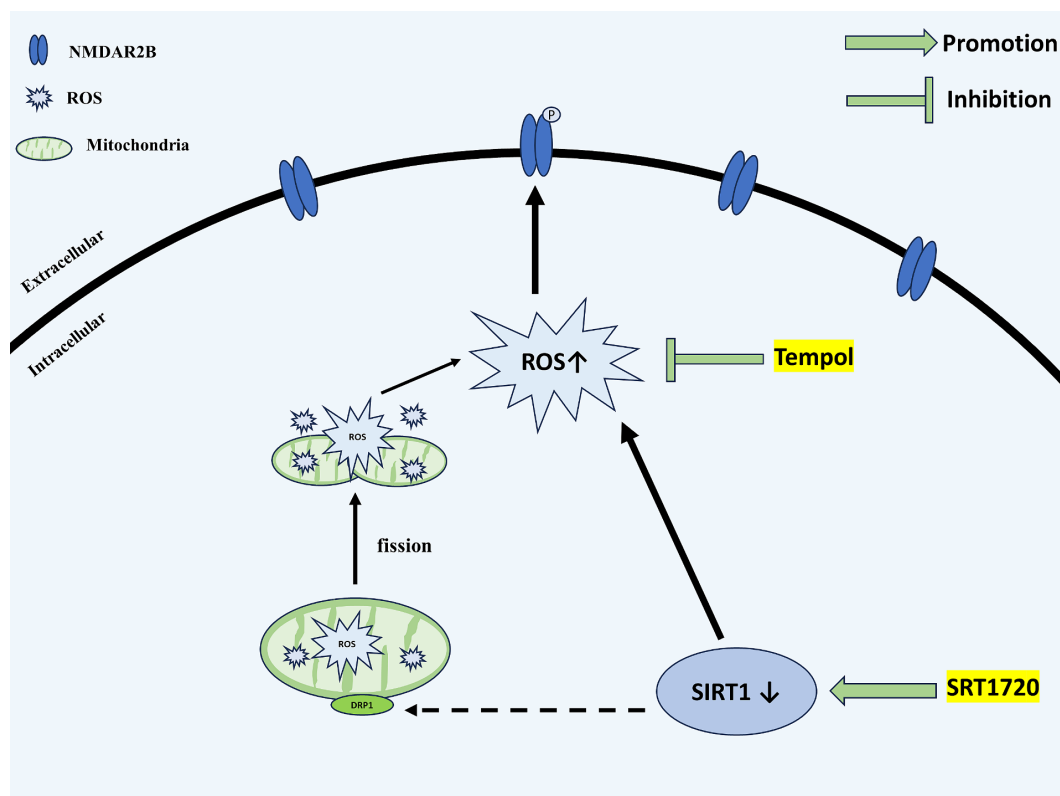 NMDAR2B
ROS
Mitochondria
Promotion
Inhibition
P
Extracellular
Intracellular
ROS↑
Tempol
ROS
fission
ROS
DRP1
SIRT1 ↓
SRT1720